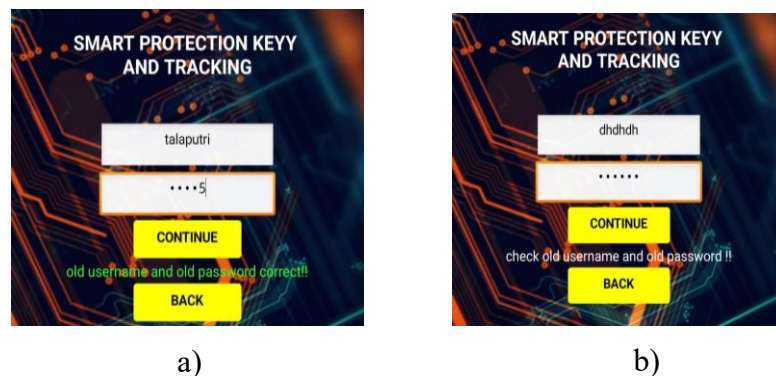 SMART PROTECTION KEYY
AND TRACKING
talaputri
••••5
CONTINUE
old username and old password correct!!
BACK
a)
SMART PROTECTION KEYY
AND TRACKING
dhdhdh
••••••
CONTINUE
check old username and old password !!
BACK
b)